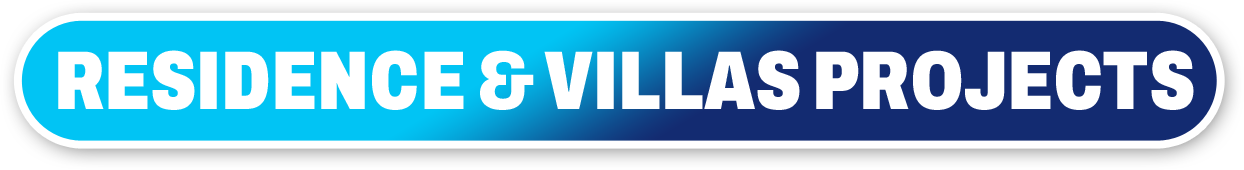 RESIDENCE & VILLAS PROJECTS